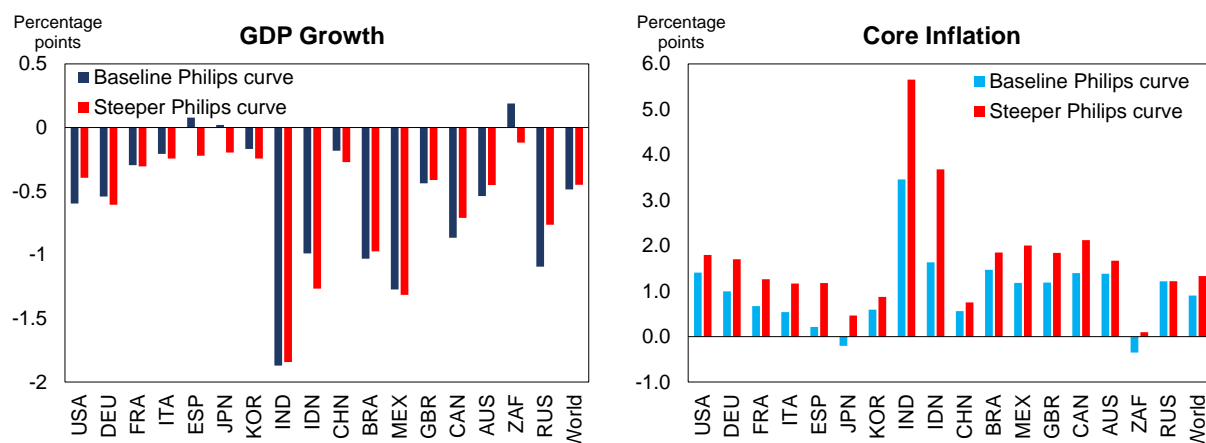 Percentage
points
GDP Growth
0.5
0
-0.5
-1
-1.5
-2
Baseline Philips curve
Steeper Philips curve
USA
DEU
FRA
ITA
ESP
JPN
KOR
IND
IDN
CHN
BRA
MEX
GBR
CAN
AUS
ZAF
RUS
World
Percentage
points
Core Inflation
6.0
5.0
4.0
3.0
2.0
1.0
0.0
-1.0
Baseline Philips curve
Steeper Philips curve
USA
DEU
FRA
ITA
ESP
JPN
KOR
IND
IDN
CHN
BRA
MEX
GBR
CAN
AUS
ZAF
RUS
World